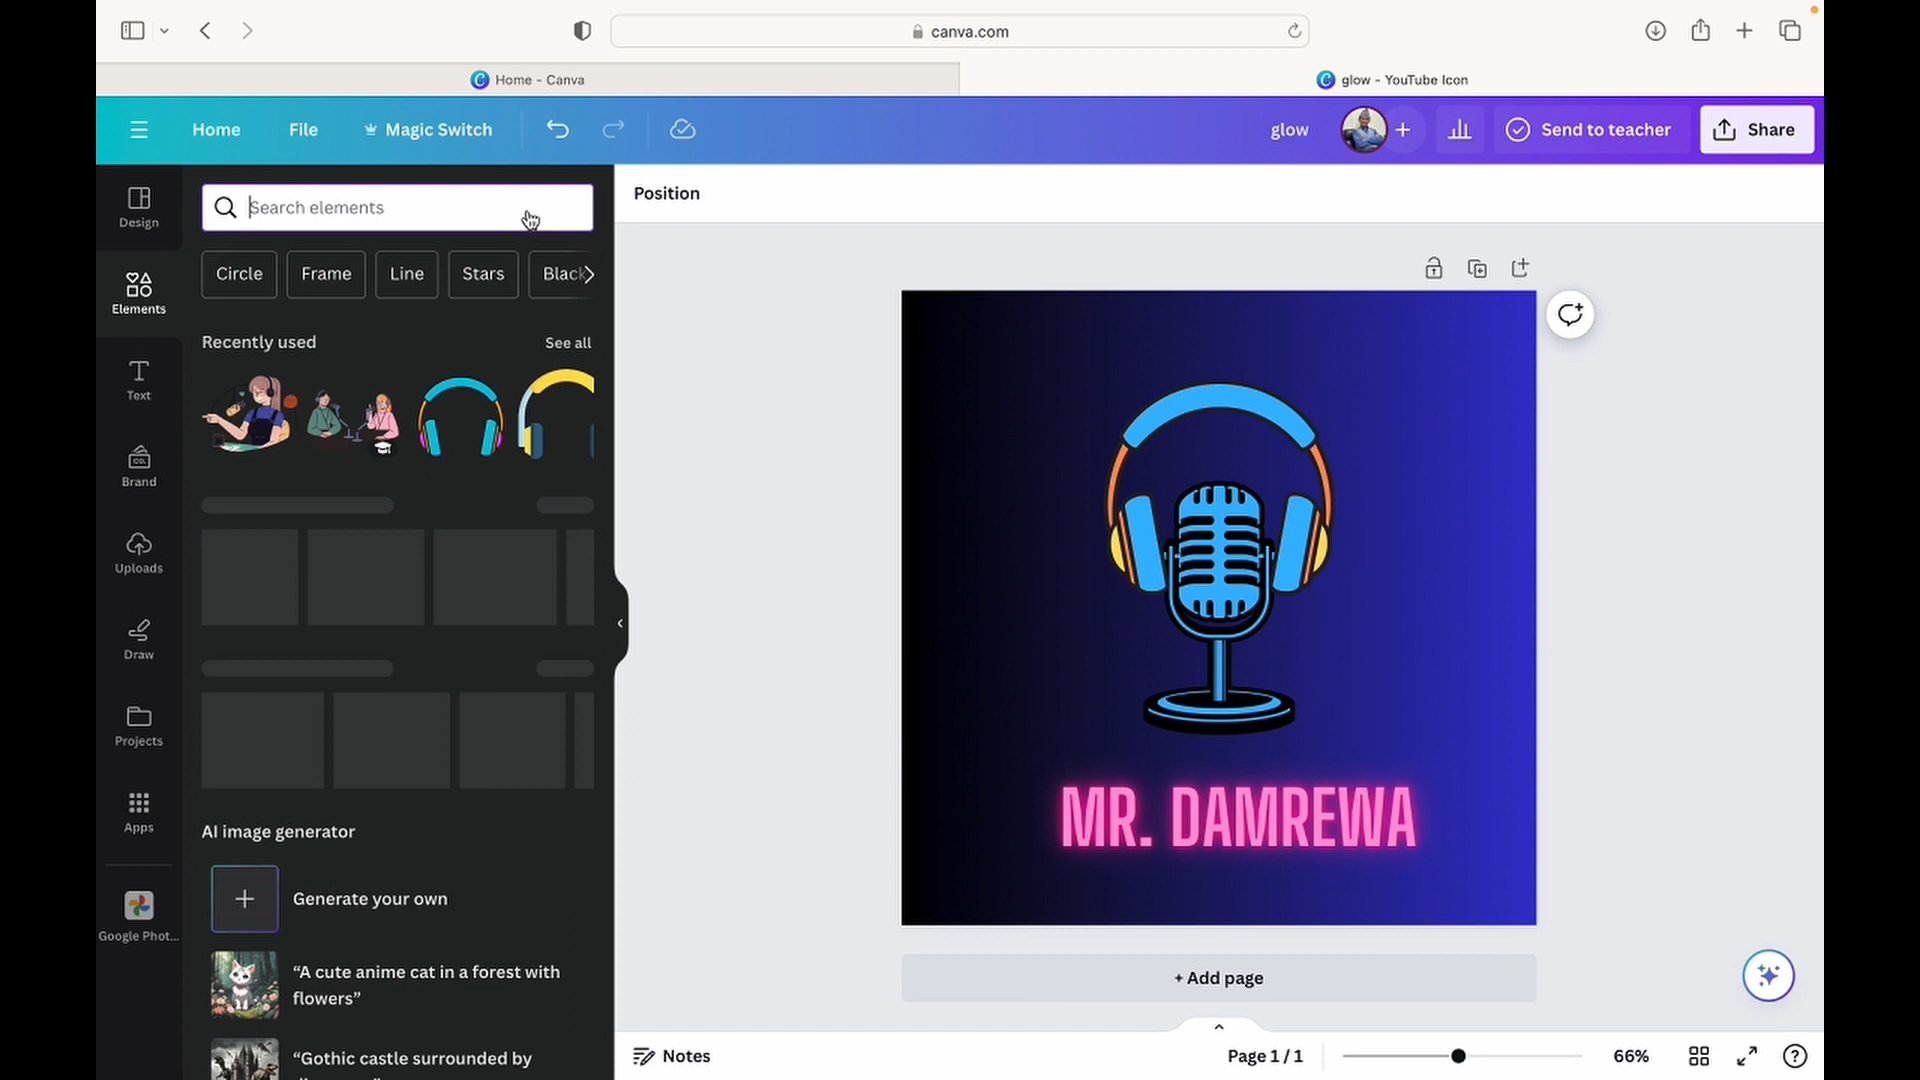 canva.com
Home - Canva
glow - YouTube Icon
Home
File
Magic Switch
glow
Send to teacher
Share
Design
Elements
Text
Brand
Uploads
Draw
Projects
Apps
Google Phot...
Search elements
Circle
Frame
Line
Stars
Black
Recently used
See all
AI image generator
Generate your own
“A cute anime cat in a forest with
flowers”
“Gothic castle surrounded by
Position
MR. DAMREWA
+ Add page
Notes
Page 1 / 1
66%